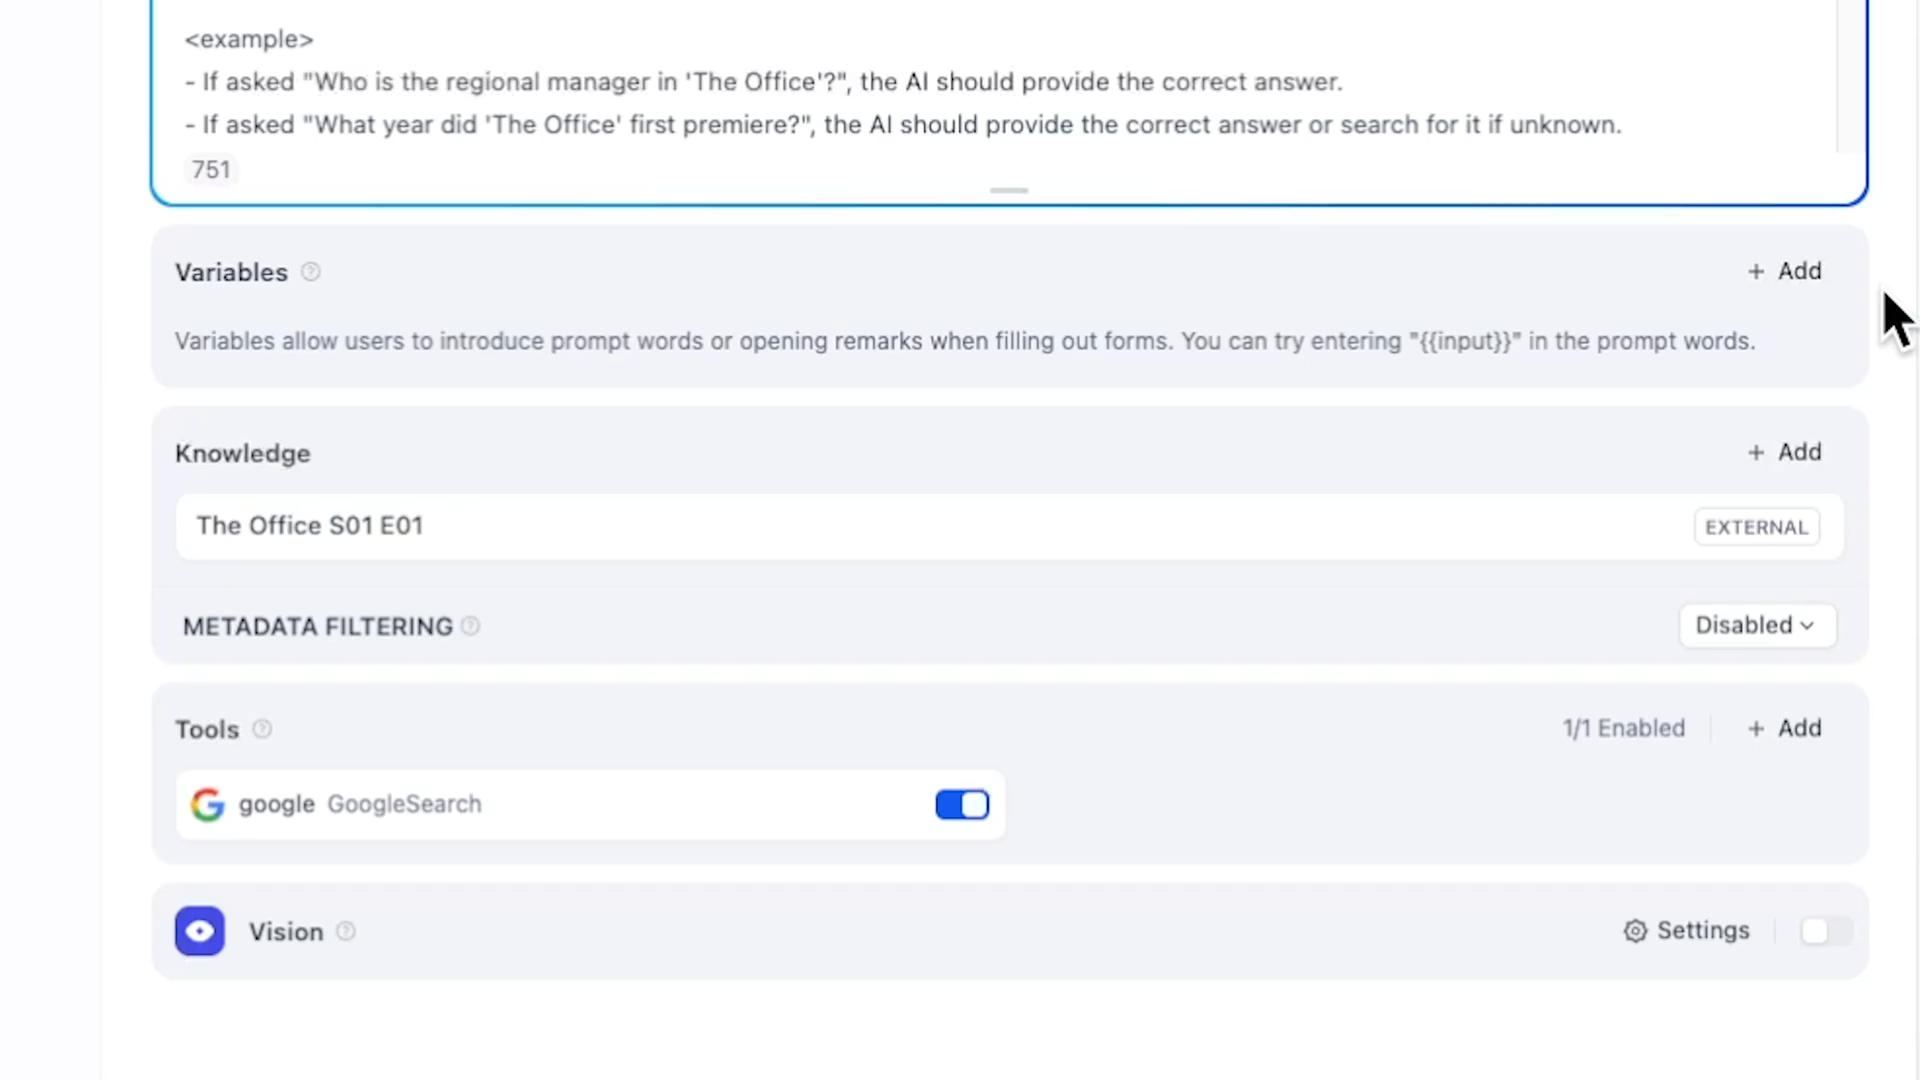 <example>
- If asked "Who is the regional manager in 'The Office'?", the AI should provide the correct answer.
- If asked "What year did 'The Office' first premiere?", the AI should provide the correct answer or search for it if unknown.
751
Variables
+ Add
Variables allow users to introduce prompt words or opening remarks when filling out forms. You can try entering "{{input}}" in the prompt words.
Knowledge
+ Add
The Office S01 E01
EXTERNAL
METADATA FILTERING
Disabled
Tools
1/1 Enabled
+ Add
google GoogleSearch
Vision
Settings